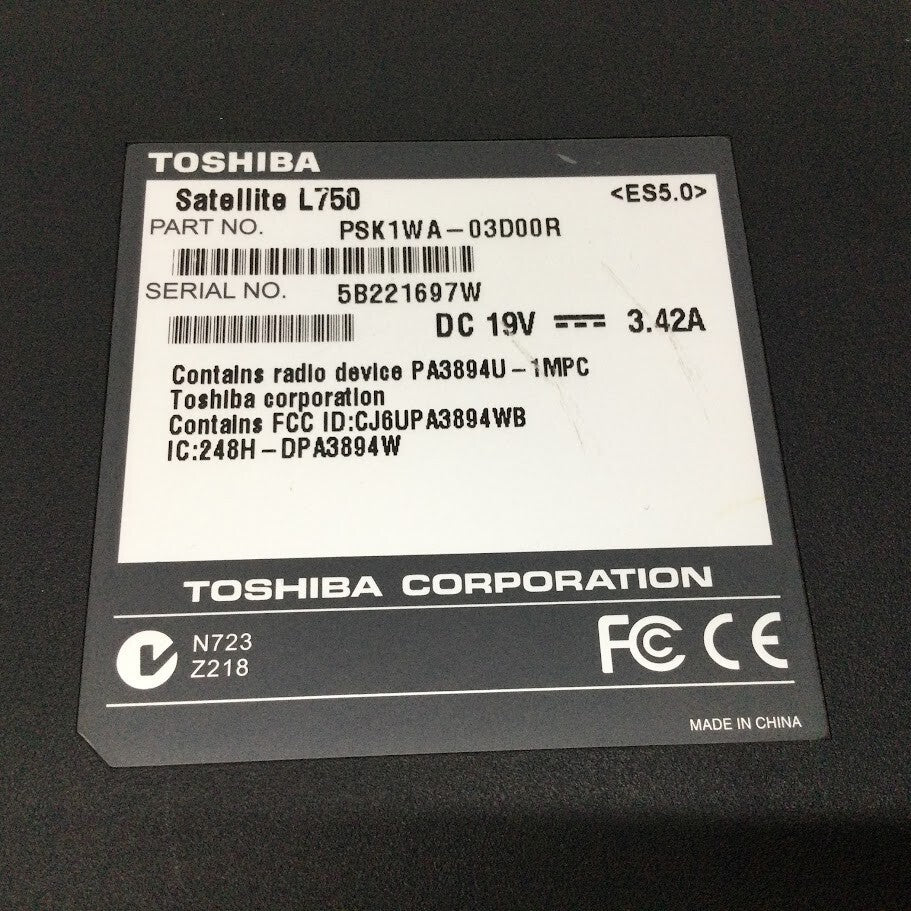 TOSHIBA
Satellite L750 <ES5.0>
PART NO. PSK1WA-03D00R
SERIAL NO. 5B221697W
DC 19V 3.42A
Contains radio device PA3894U-1MPC
Toshiba corporation
Contains FCC ID:CJ6UPA3894WB
IC:248H-DPA3894W
TOSHIBA CORPORATION
N723
Z218
FC CE
MADE IN CHINA